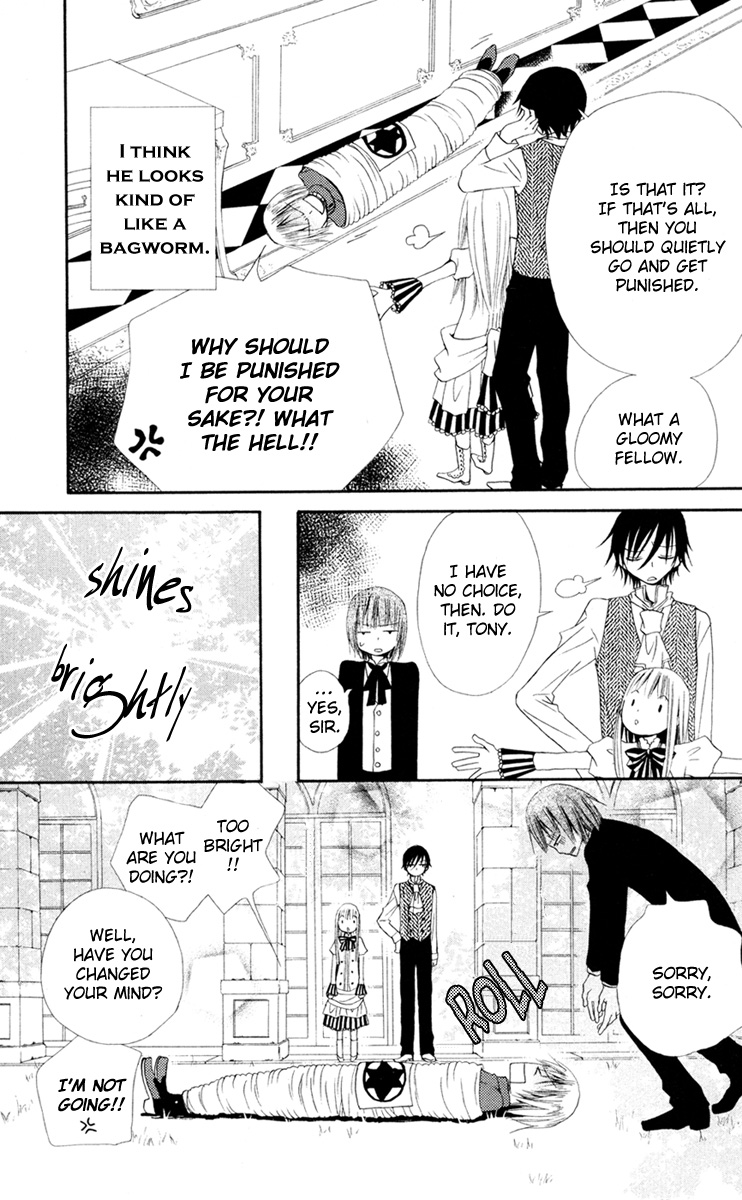 IS THAT IT?
IF THAT'S ALL,
THEN YOU
SHOULD QUIETLY
GO AND GET
PUNISHED.
WHAT A
GLOOMY
FELLOW.
I THINK
HE LOOKS
KIND OF
LIKE A
BAGWORM.
WHY SHOULD
I BE PUNISHED
FOR YOUR
SAKE?! WHAT
THE HELL!!
I HAVE
NO CHOICE,
THEN. DO
IT, TONY.
...
YES,
SIR.
shines
brightly
TOO
BRIGHT
!!
WHAT
ARE YOU
DOING?!
SORRY,
SORRY.
ROLL
WELL,
HAVE YOU
CHANGED
YOUR MIND?
I'M NOT
GOING!!